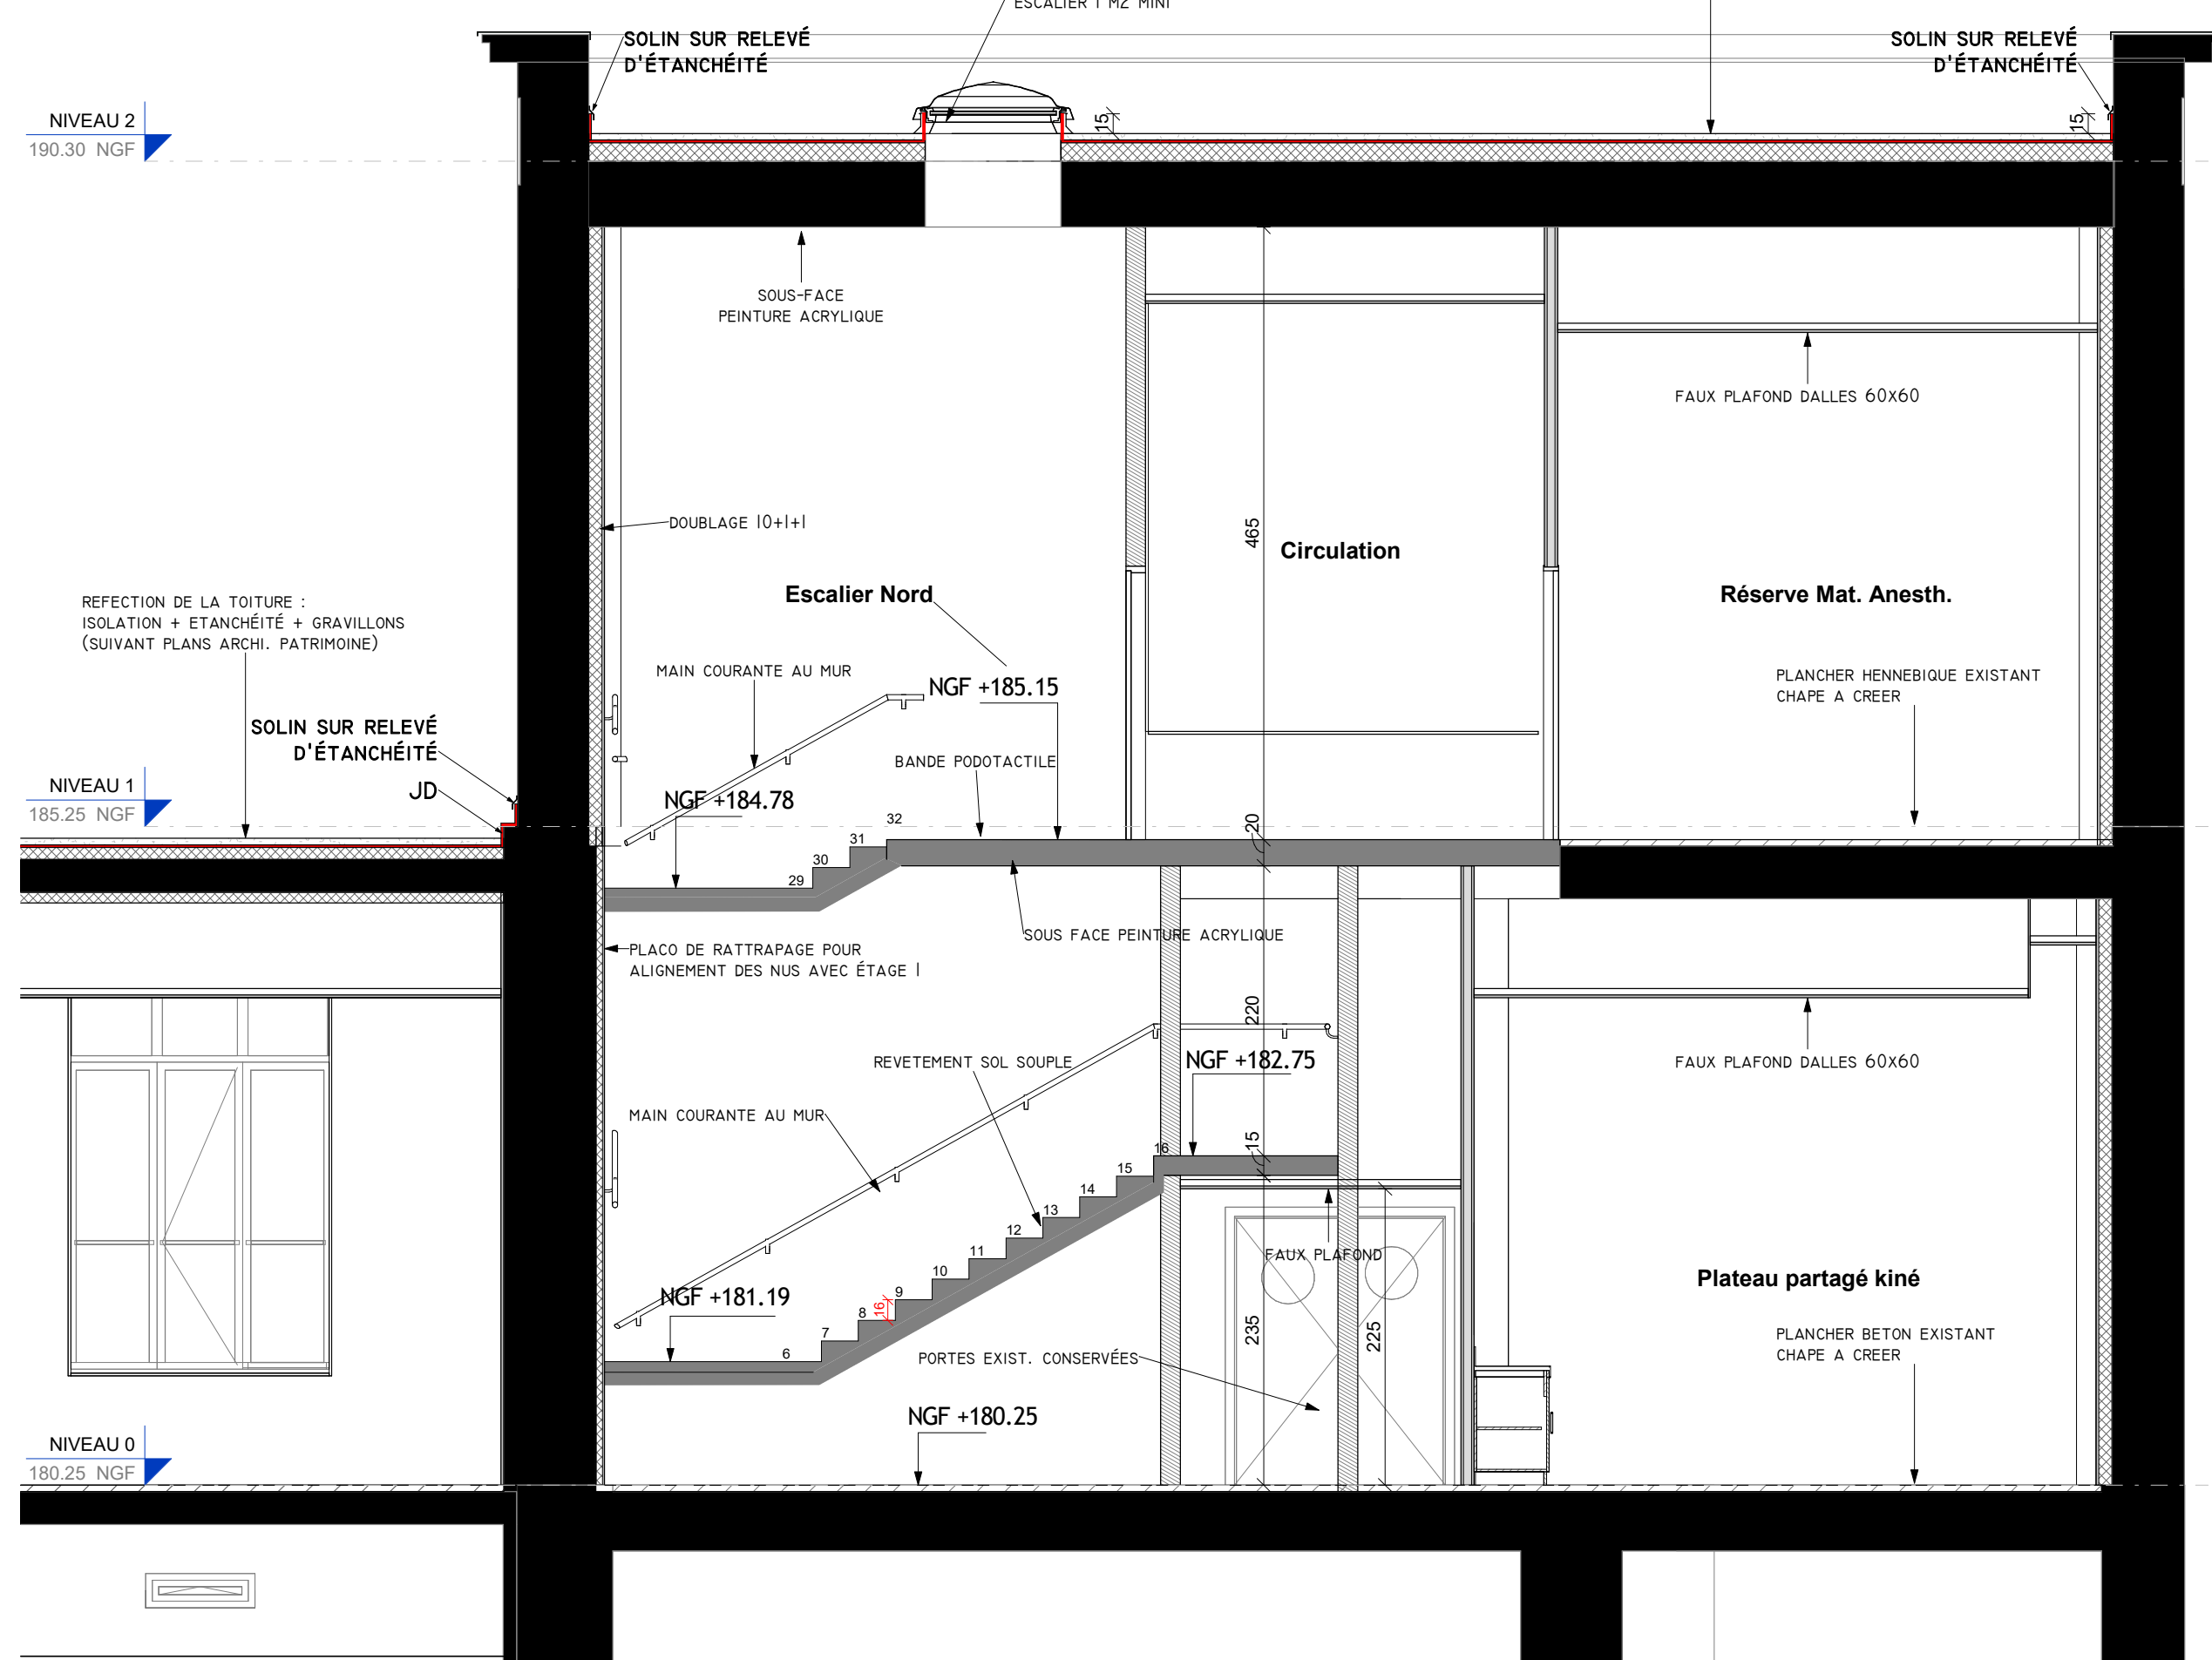 ESCALIER 1 M2 MINI
SOLIN SUR RELEVÉ
D'ÉTANCHÉITÉ
SOLIN SUR RELEVÉ
D'ÉTANCHÉITÉ
NIVEAU 2
190.30 NGF
15
15
SOUS-FACE
PEINTURE ACRYLIQUE
FAUX PLAFOND DALLES 60X60
DOUBLAGE 10+1+1
465
Circulation
Escalier Nord
Réserve Mat. Anesth.
REFECTION DE LA TOITURE :
ISOLATION + ETANCHÉITÉ + GRAVILLONS
(SUIVANT PLANS ARCHI. PATRIMOINE)
MAIN COURANTE AU MUR
NGF +185.15
PLANCHER HENNEBIQUE EXISTANT
CHAPE A CREER
SOLIN SUR RELEVÉ
D'ÉTANCHÉITÉ
BANDE PODOTACTILE
NIVEAU 1
185.25 NGF
JD
NGF +184.78
32
20
31
30
29
SOUS FACE PEINTURE ACRYLIQUE
PLACO DE RATTRAPAGE POUR
ALIGNEMENT DES NUS AVEC ÉTAGE 1
220
REVETEMENT SOL SOUPLE
NGF +182.75
FAUX PLAFOND DALLES 60X60
MAIN COURANTE AU MUR
15
16
15
14
13
12
11
10
9
16
8
7
6
FAUX PLAFOND
Plateau partagé kiné
NGF +181.19
235
225
PORTES EXIST. CONSERVÉES
PLANCHER BETON EXISTANT
CHAPE A CREER
NGF +180.25
NIVEAU 0
180.25 NGF